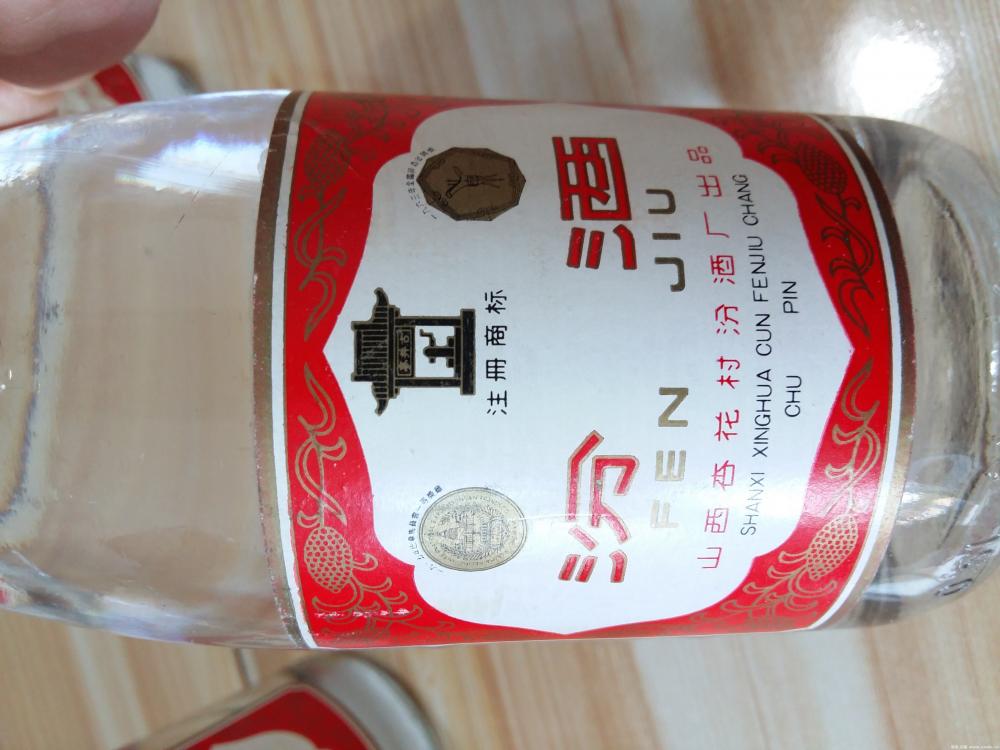 注册商标
汾酒
FEN JIU
山西杏花村汾酒厂出品
SHANXI XINGHUA CUN FENJIU CHANG
CHU PIN